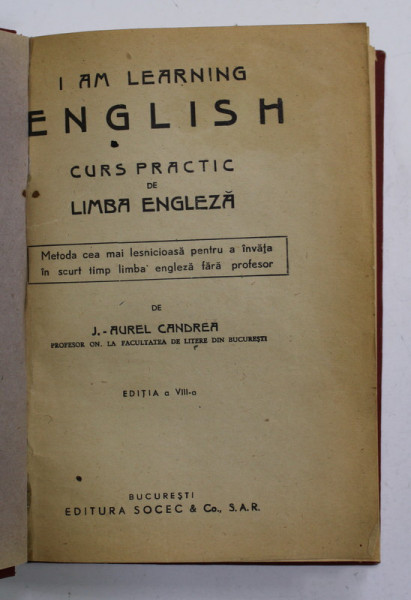 I AM LEARNING
ENGLISH
CURS PRACTIC
DE
LIMBA ENGLEZĂ
Metoda cea mai lesnicioasă pentru a învăța
în scurt timp limba engleză fără profesor
DE
J.-AUREL CANDREA
PROFESOR ON. LA FACULTATEA DE LITERE DIN BUCUREȘTI
EDIȚIA a VIII-a
BUCUREȘTI
EDITURA SOCEC & Co., S.A.R.